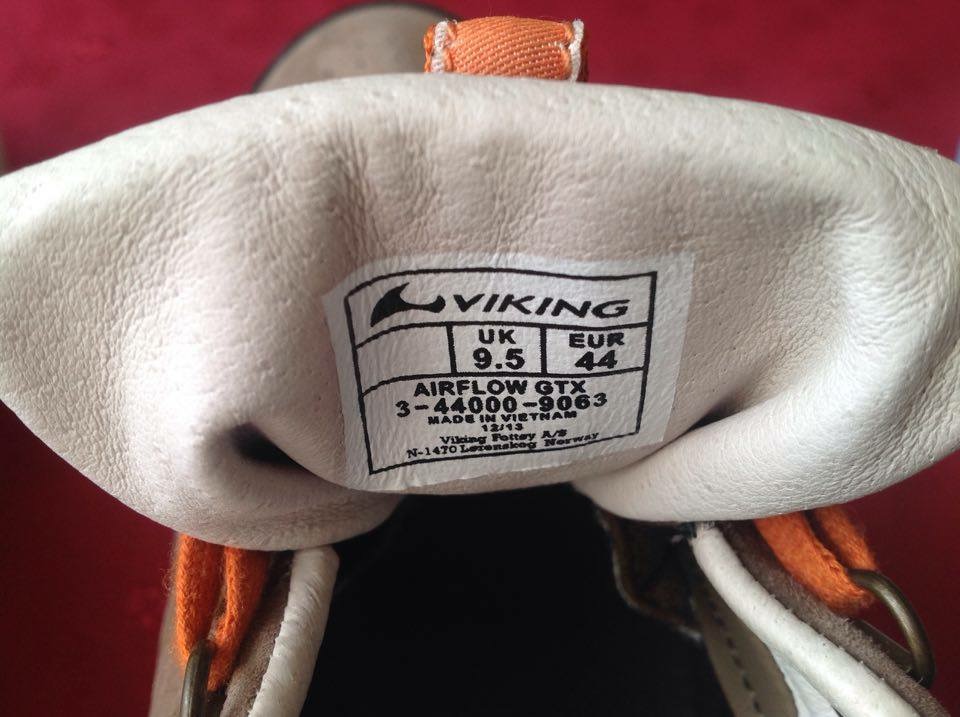 VIKING
UK EUR
9.5 44
AIRFLOW GTX
3-44000-9063
MADE IN VIETNAM
12/13
Viking Fottøy A/S
N-1470 Lørenskog Norway